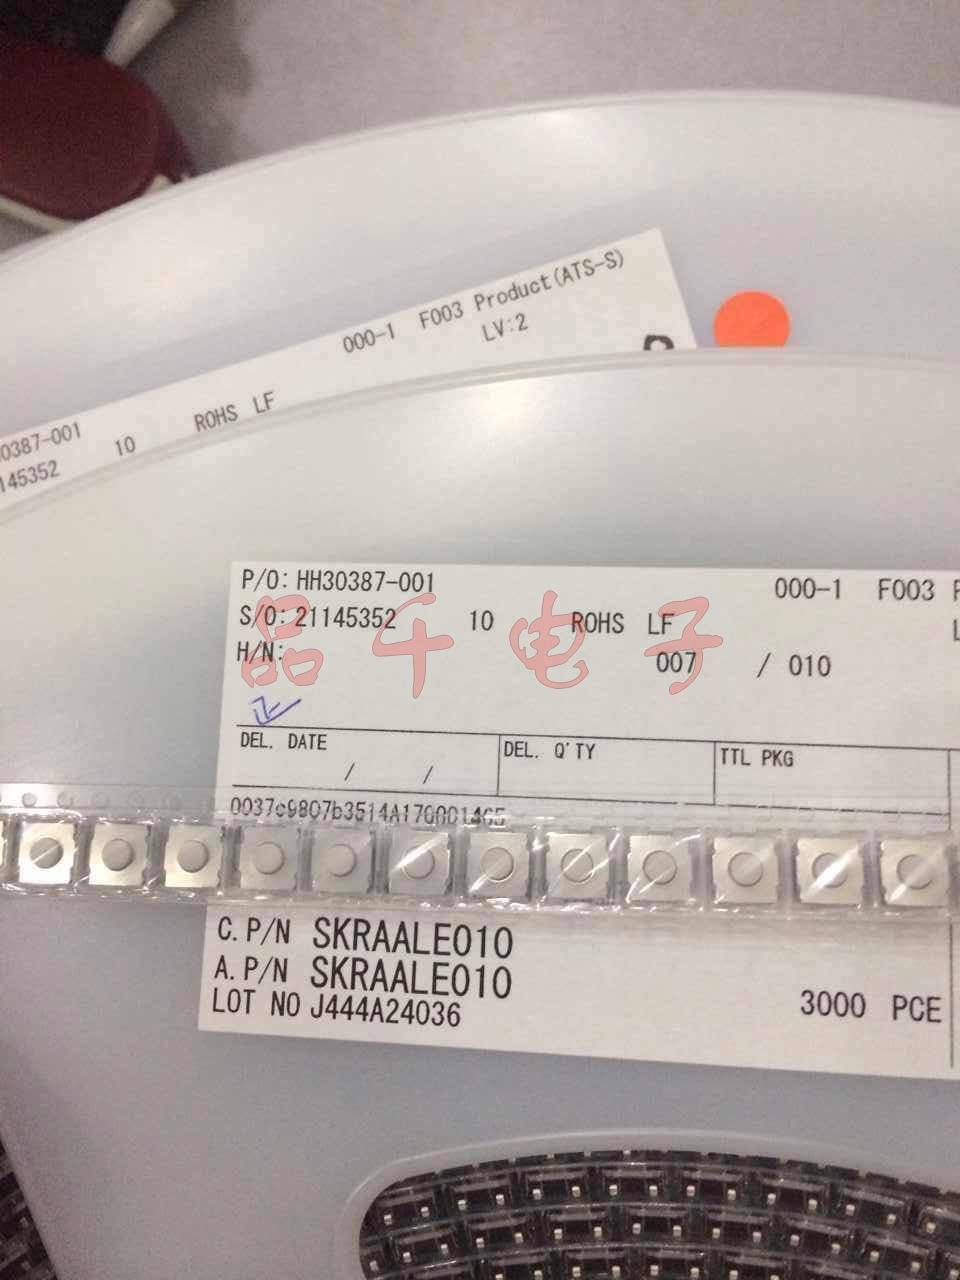 000-1 F003 Product(ATS-S)
LV:2
0387-001
145352 10 ROHS LF
P/O: HH30387-001 000-1 F003
S/O: 21145352 10 ROHS LF
H/N: 007 / 010
品千电子
DEL. DATE DEL. Q'TY TTL PKG
/ /
C. P/N SKRAALE010
A. P/N SKRAALE010
LOT NO J444A24036 3000 PCE